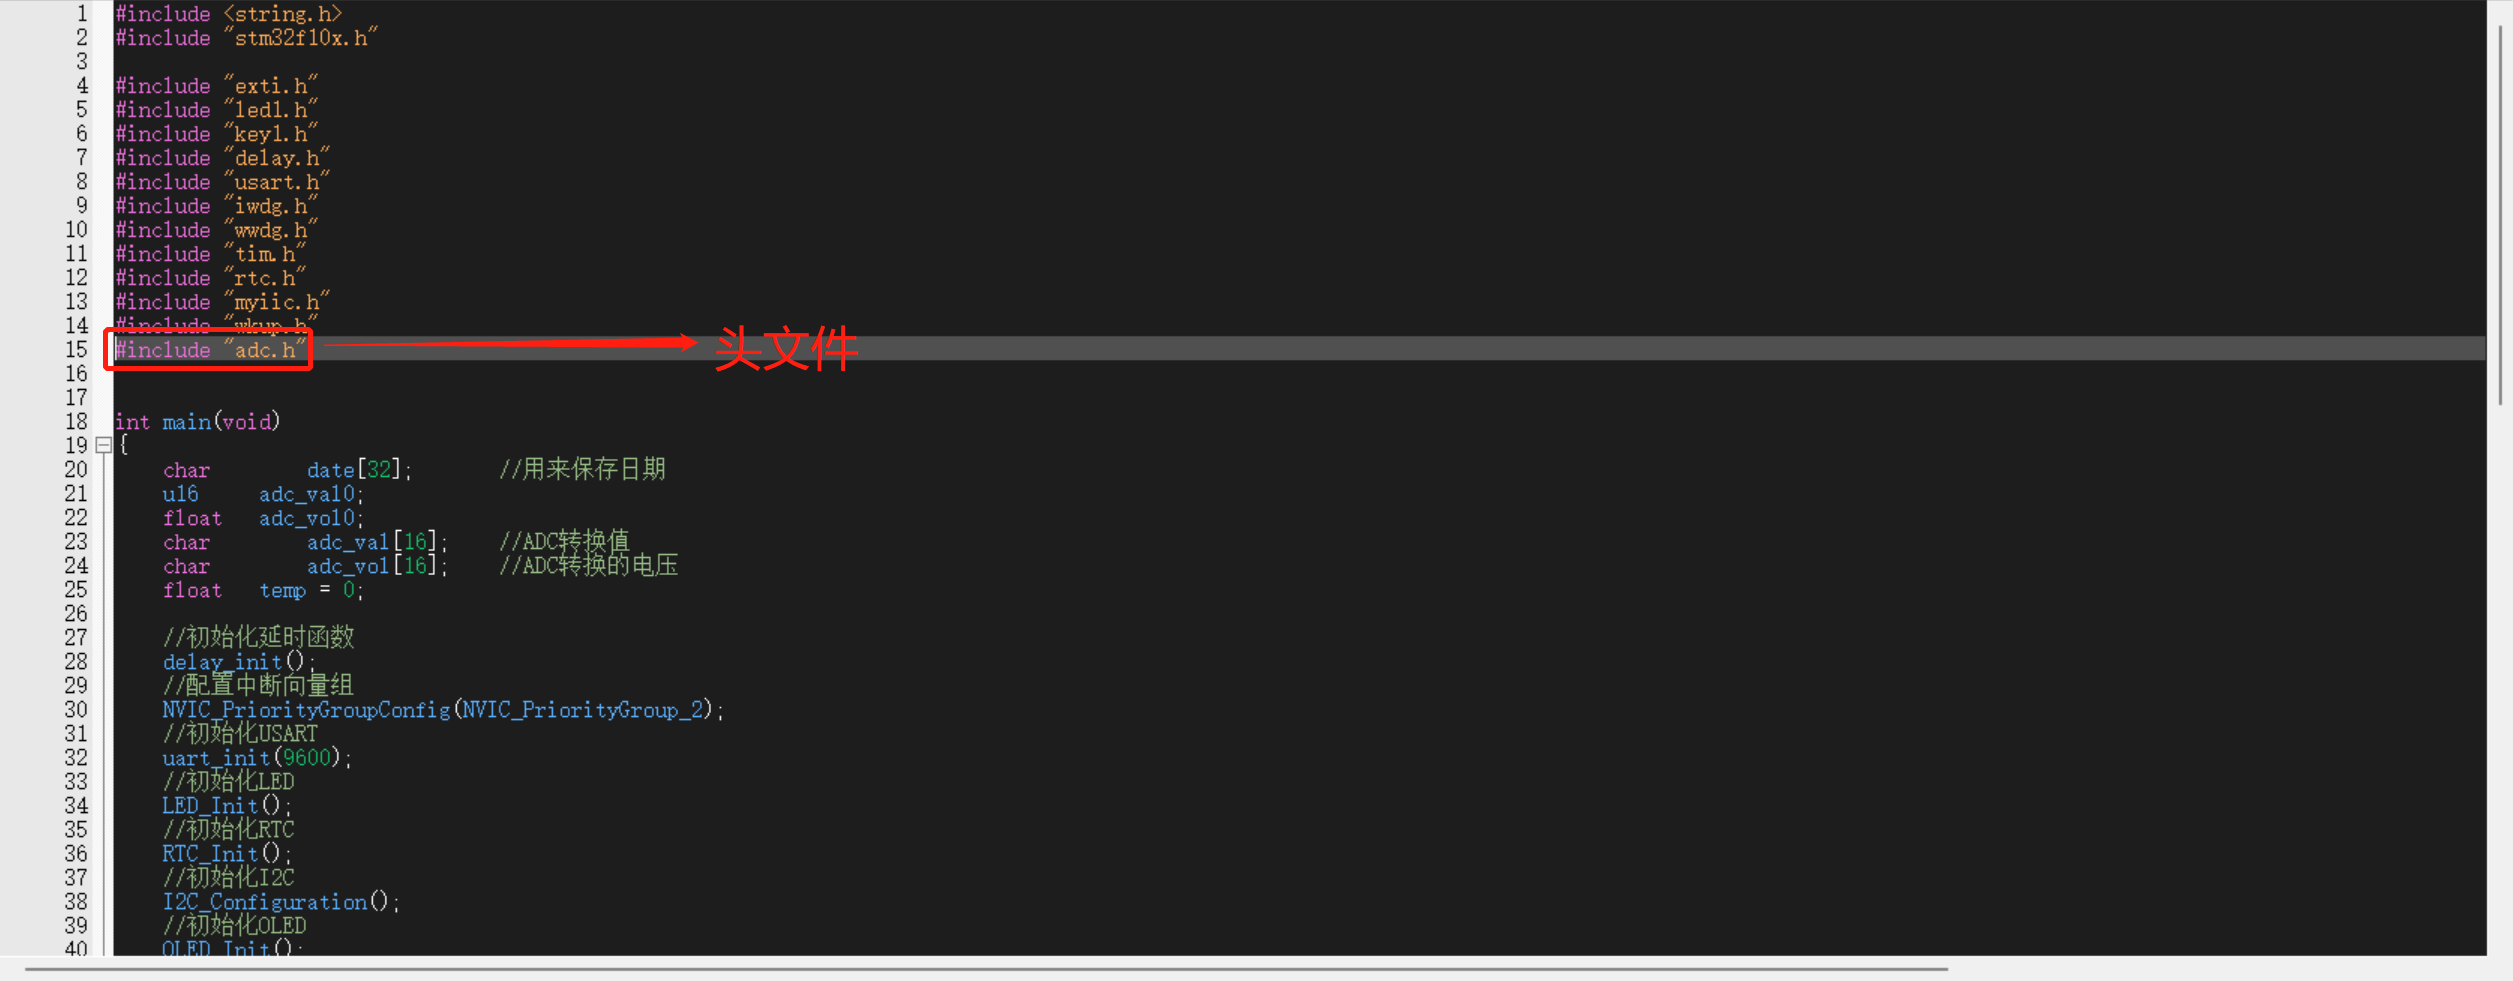 1 #include <string.h>
2 #include "stm32f10x.h"
3
4 #include "exti.h"
5 #include "led1.h"
6 #include "key1.h"
7 #include "delay.h"
8 #include "usart.h"
9 #include "iwdg.h"
10 #include "wwdg.h"
11 #include "tim.h"
12 #include "rtc.h"
13 #include "myiic.h"
14 #include "wkup.h"
15 #include "adc.h" 头文件
16
17
18 int main(void)
19 {
20 char date[32]; //用来保存日期
21 u16 adc_val0;
22 float adc_vol0;
23 char adc_val[16]; //ADC转换值
24 char adc_vol[16]; //ADC转换的电压
25 float temp = 0;
26
27 //初始化延时函数
28 delay_init();
29 //配置中断向量组
30 NVIC_PriorityGroupConfig(NVIC_PriorityGroup_2);
31 //初始化USART
32 uart_init(9600);
33 //初始化LED
34 LED_Init();
35 //初始化RTC
36 RTC_Init();
37 //初始化I2C
38 I2C_Configuration();
39 //初始化OLED
40 OLED_Init();